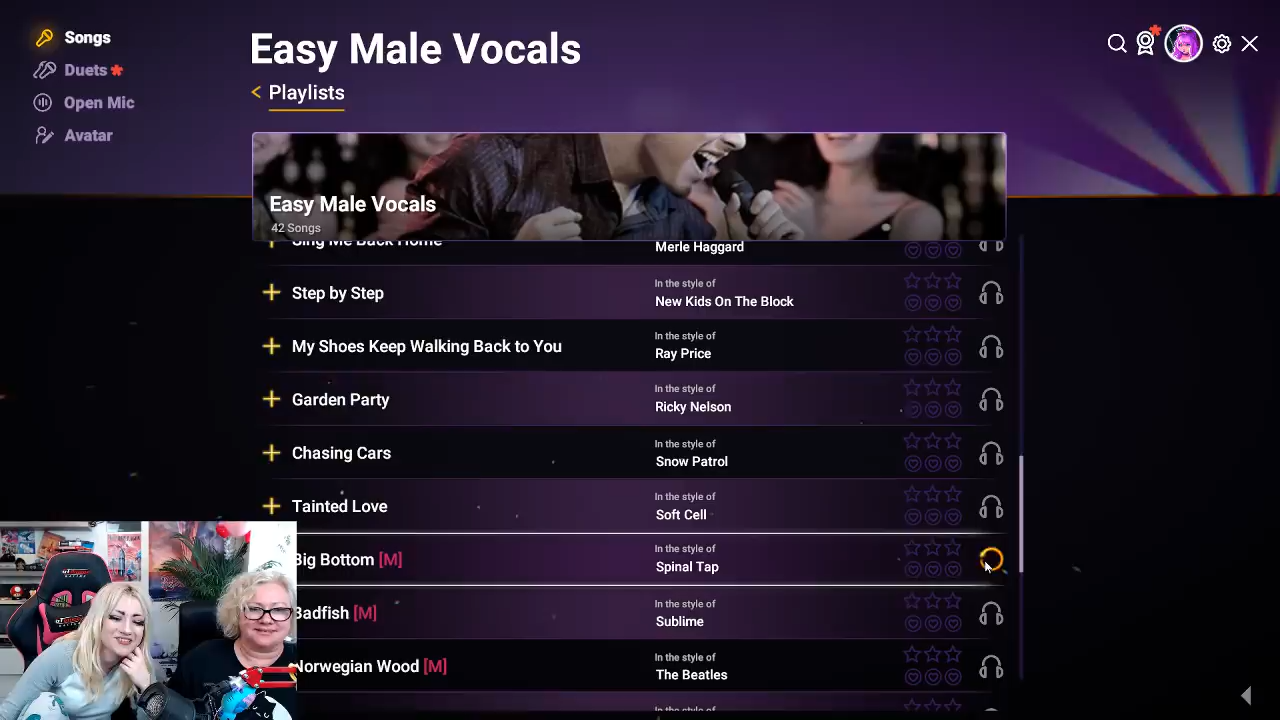 Songs
Duets
Open Mic
Avatar
Easy Male Vocals
< Playlists
Easy Male Vocals
42 Songs
Sing Me Back Home
Merle Haggard
Step by Step
In the style of
New Kids On The Block
My Shoes Keep Walking Back to You
In the style of
Ray Price
Garden Party
In the style of
Ricky Nelson
Chasing Cars
In the style of
Snow Patrol
Tainted Love
In the style of
Soft Cell
Big Bottom [M]
In the style of
Spinal Tap
Badfish [M]
In the style of
Sublime
Norwegian Wood [M]
In the style of
The Beatles